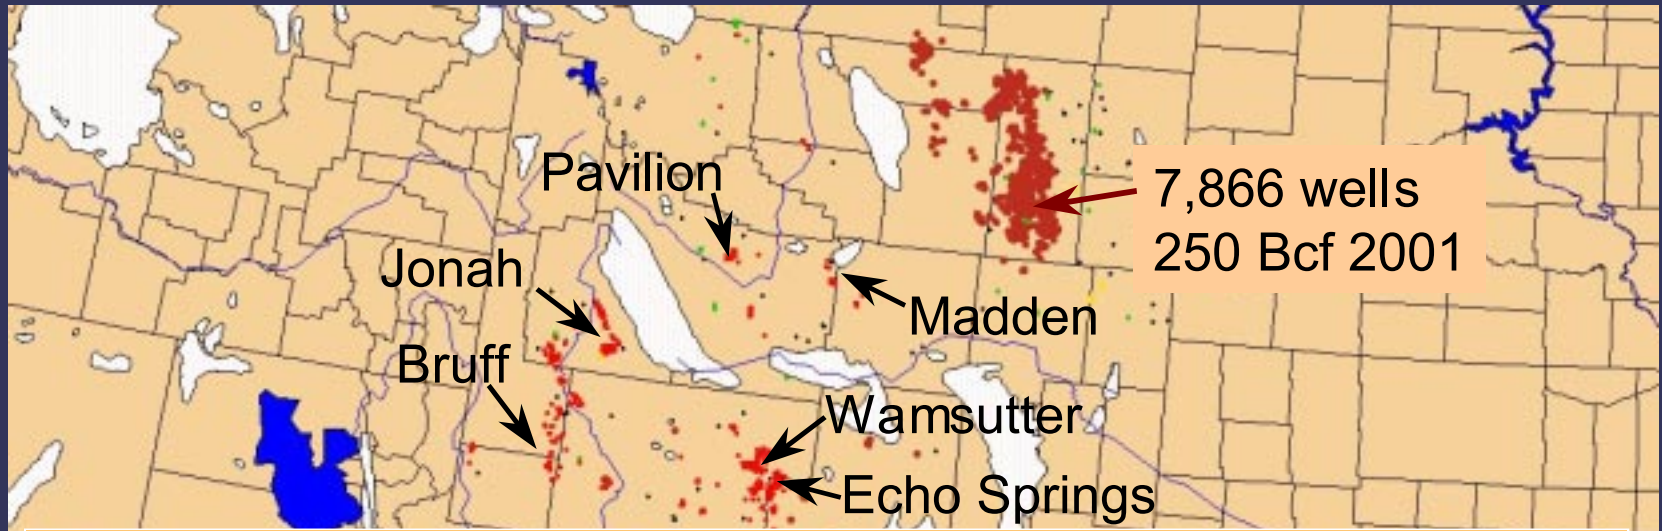 Pavilion
7,866 wells
250 Bcf 2001
Jonah
Madden
Bruff
Wamsutter
Echo Springs